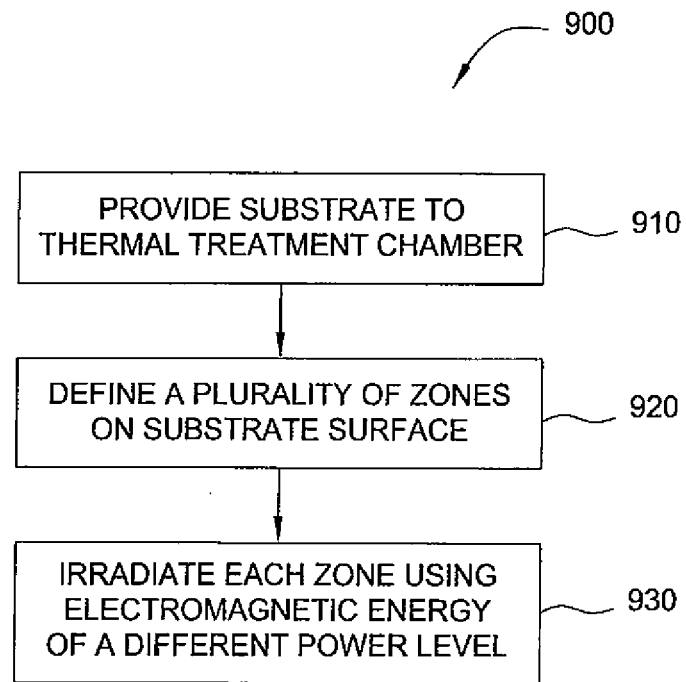 900
PROVIDE SUBSTRATE TO
THERMAL TREATMENT CHAMBER
910
DEFINE A PLURALITY OF ZONES
ON SUBSTRATE SURFACE
920
IRRADIATE EACH ZONE USING
ELECTROMAGNETIC ENERGY
OF A DIFFERENT POWER LEVEL
930